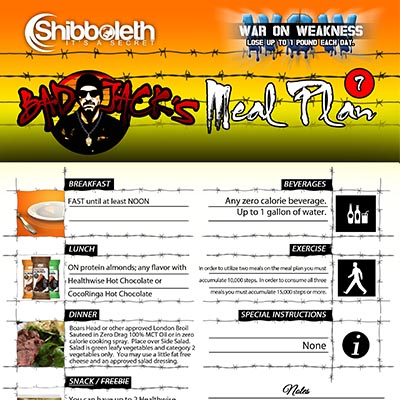 Shibboleth
IT'S A SECRET
WAR ON WEAKNESS
LOSE UP TO 1 POUND EACH DAY.
BAD JACK'S
Meal Plan
7
BREAKFAST
FAST until at least NOON
LUNCH
ON protein almonds; any flavor with
Healthwise Hot Chocolate or
CocoRinga Hot Chocolate
DINNER
Boars Head or other approved London Broil
Sauteed in Zero Drag 100% MCT Oil or in zero
calorie cooking spray. Place over Side Salad.
Salad is green leafy vegetables and category 2
vegetables only. You may use a little fat free
cheese and an approved salad dressing.
SNACK / FREEBIE
You can have up to 2 Healthwise
BEVERAGES
Any zero calorie beverage.
Up to 1 gallon of water.
EXERCISE
In order to utilize two meals on the meal plan you must
accumulate 10,000 steps. In order to consume all three
meals you must accumulate 15,000 steps or more.
SPECIAL INSTRUCTIONS
None
i
Notes